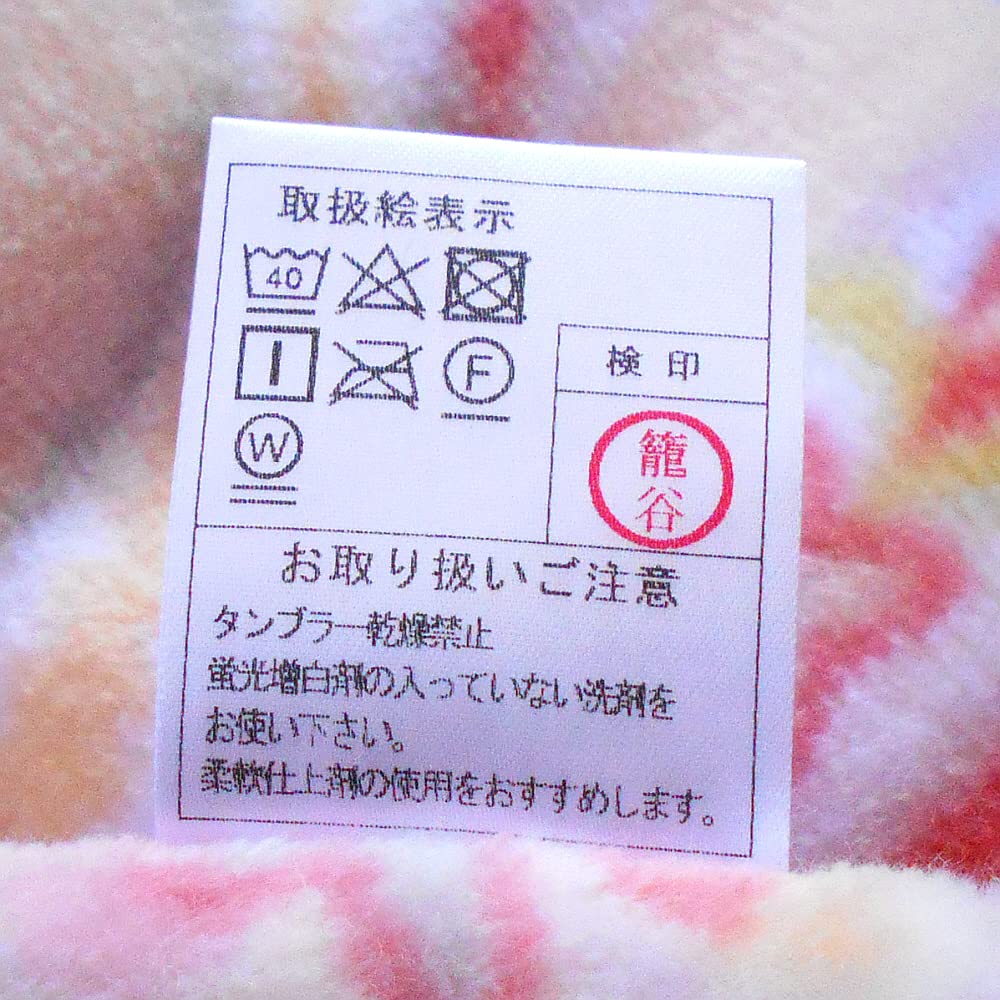 取扱絵表示
40
F
W
検印
籠谷
お取り扱いご注意
タンブラー乾燥禁止
蛍光増白剤の入っていない洗剤を
お使い下さい。
柔軟仕上剤の使用をおすすめします。